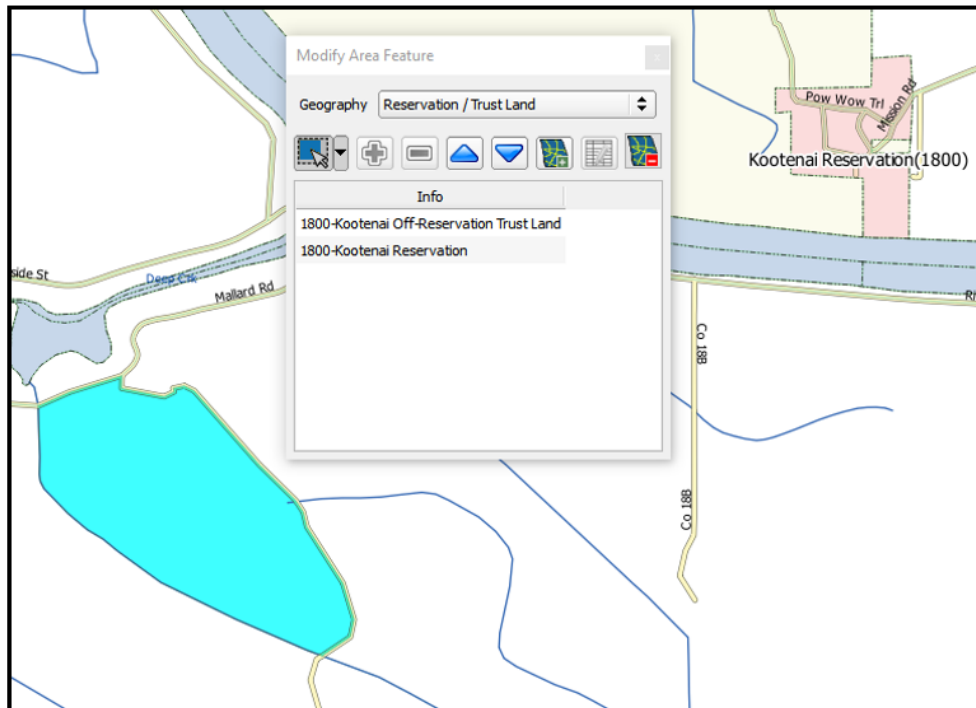 Modify Area Feature
Geography Reservation / Trust Land
Info
1800-Kootenai Off-Reservation Trust Land
1800-Kootenai Reservation
Pow Wow Trl
Mission Rd
Kootenai Reservation(1800)
side St
Deep Crk
Mallard Rd
Ri
Co 18B
Co 18B